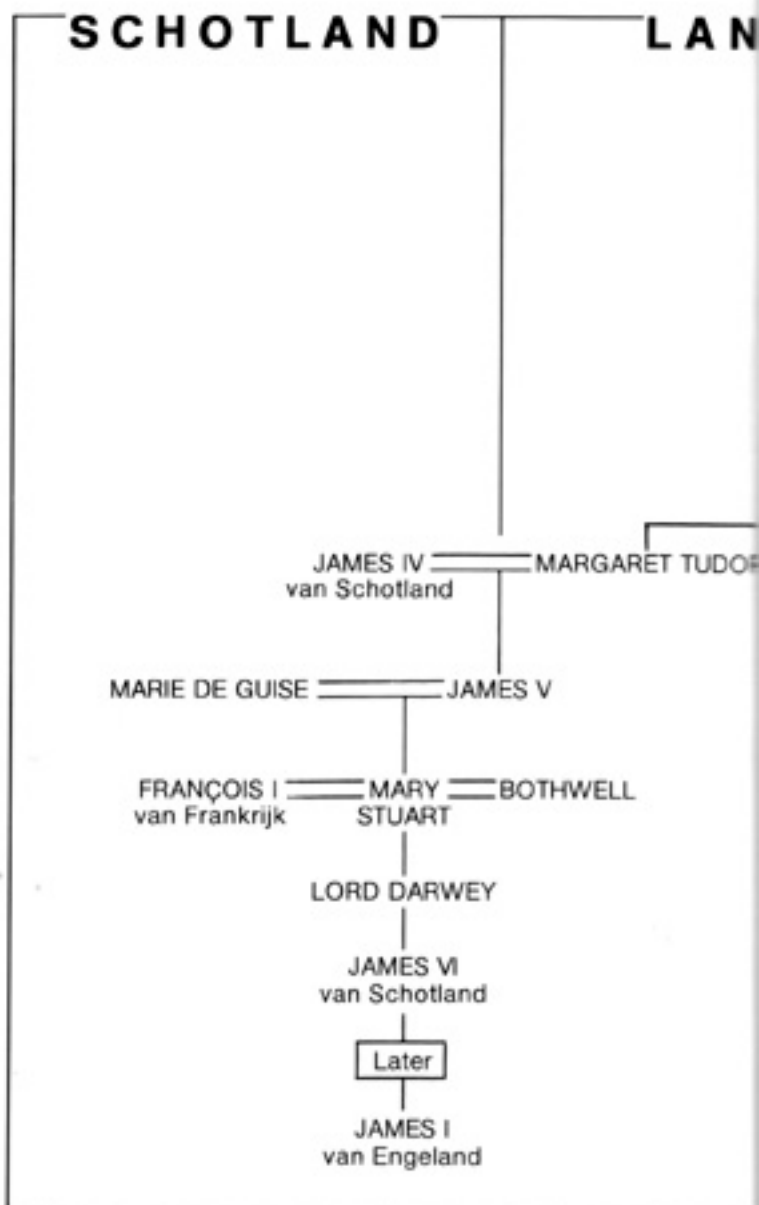 SCHOTLAND LAN
JAMES IV MARGARET TUDOR
van Schotland
MARIE DE GUISE JAMES V
FRANÇOIS I MARY BOTHWELL
van Frankrijk STUART
LORD DARWEY
JAMES VI
van Schotland
Later
JAMES I
van Engeland